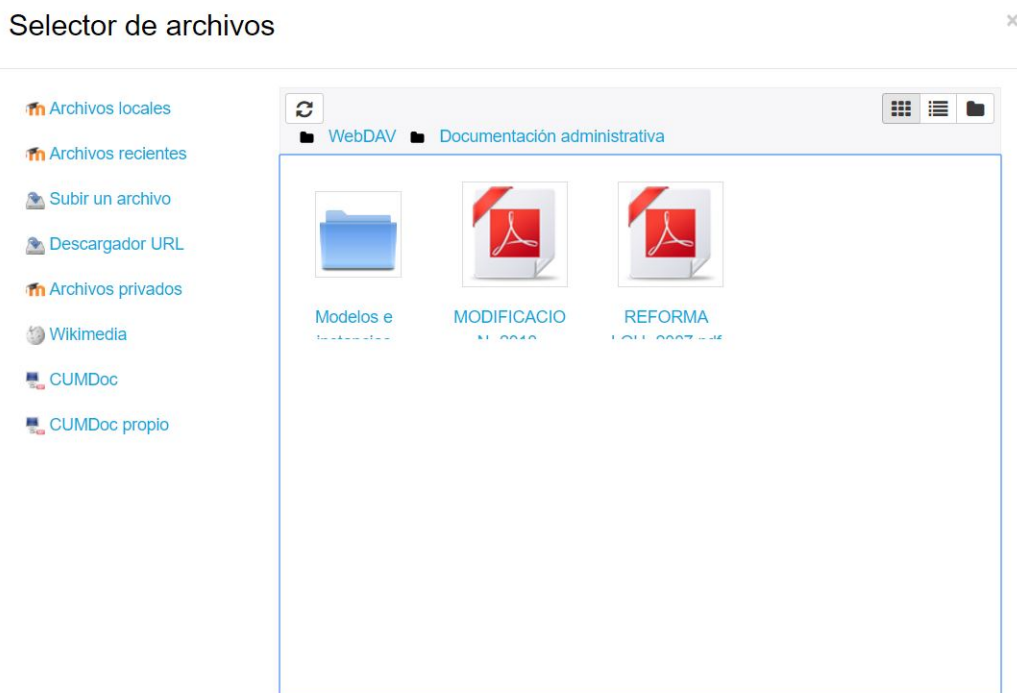 Selector de archivos
Archivos locales
Archivos recientes
Subir un archivo
Descargador URL
Archivos privados
Wikimedia
CUMDoc
CUMDoc propio
WebDAV Documentación administrativa
Modelos e
MODIFICACIO
REFORMA